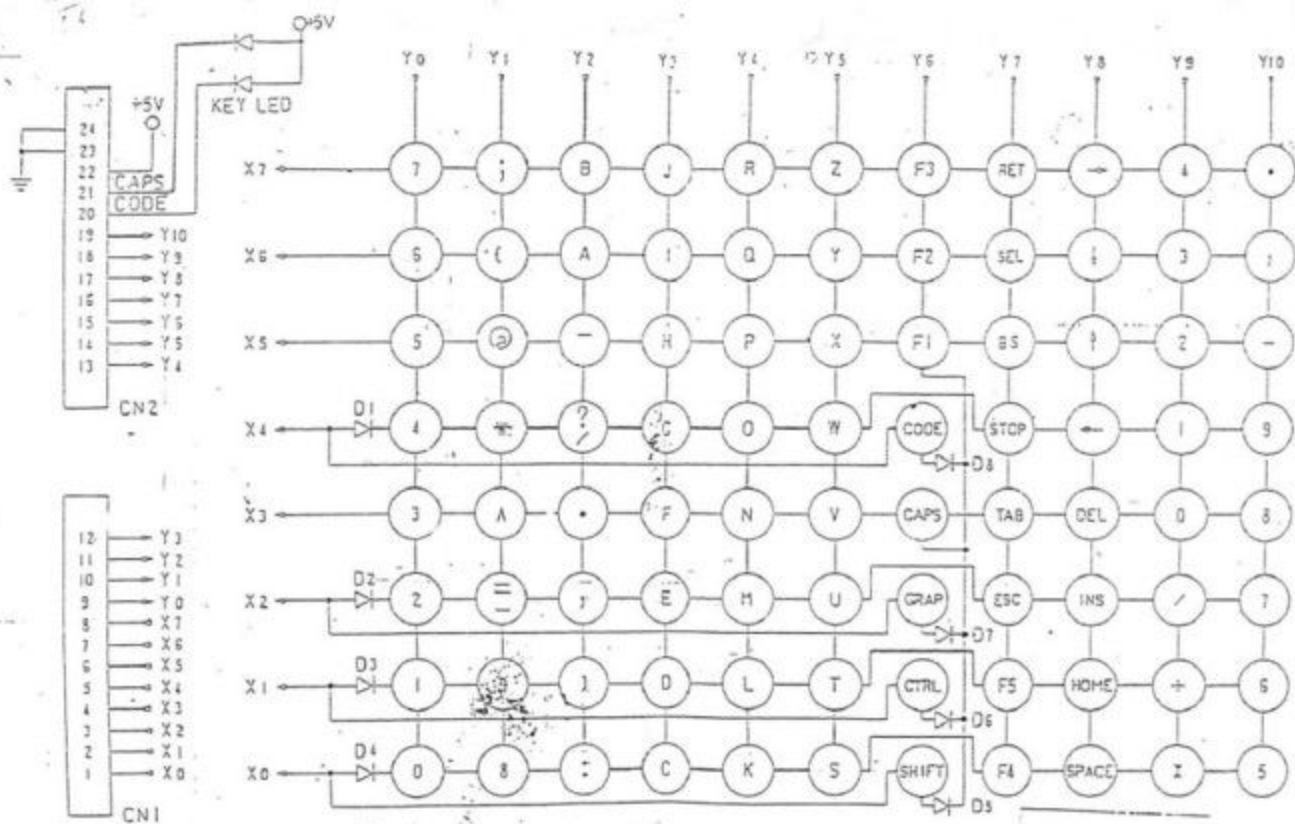 +5V
Y0 Y1 Y2 Y3 Y4 Y5 Y6 Y7 Y8 Y9 Y10
+5V
KEY LED
24
23
22
CAPS
21
CODE
20
19 Y10
18 Y9
17 Y8
16 Y7
15 Y6
14 Y5
13 Y4
CN2
X7 7 ; B J R Z F3 RET → 4 .
X6 6 [ A I Q Y F2 SEL 3
X5 5 @ H P X F1 BS 2 -
X4 D1 4 ? / G O W CODE STOP ← 1 9
D8
X3 3 ^ . F N V CAPS TAB DEL 0 8
X2 D2 2 E M U GRAP ESC INS / 7
D7
X1 D3 1 ] D L T CTRL F5 HOME + 6
D6
X0 D4 0 8 : C K S SHIFT F4 SPACE 5
D5
12 Y3
11 Y2
10 Y1
9 Y0
8 X7
7 X6
6 X5
5 X4
4 X3
3 X2
2 X1
1 X0
CN1